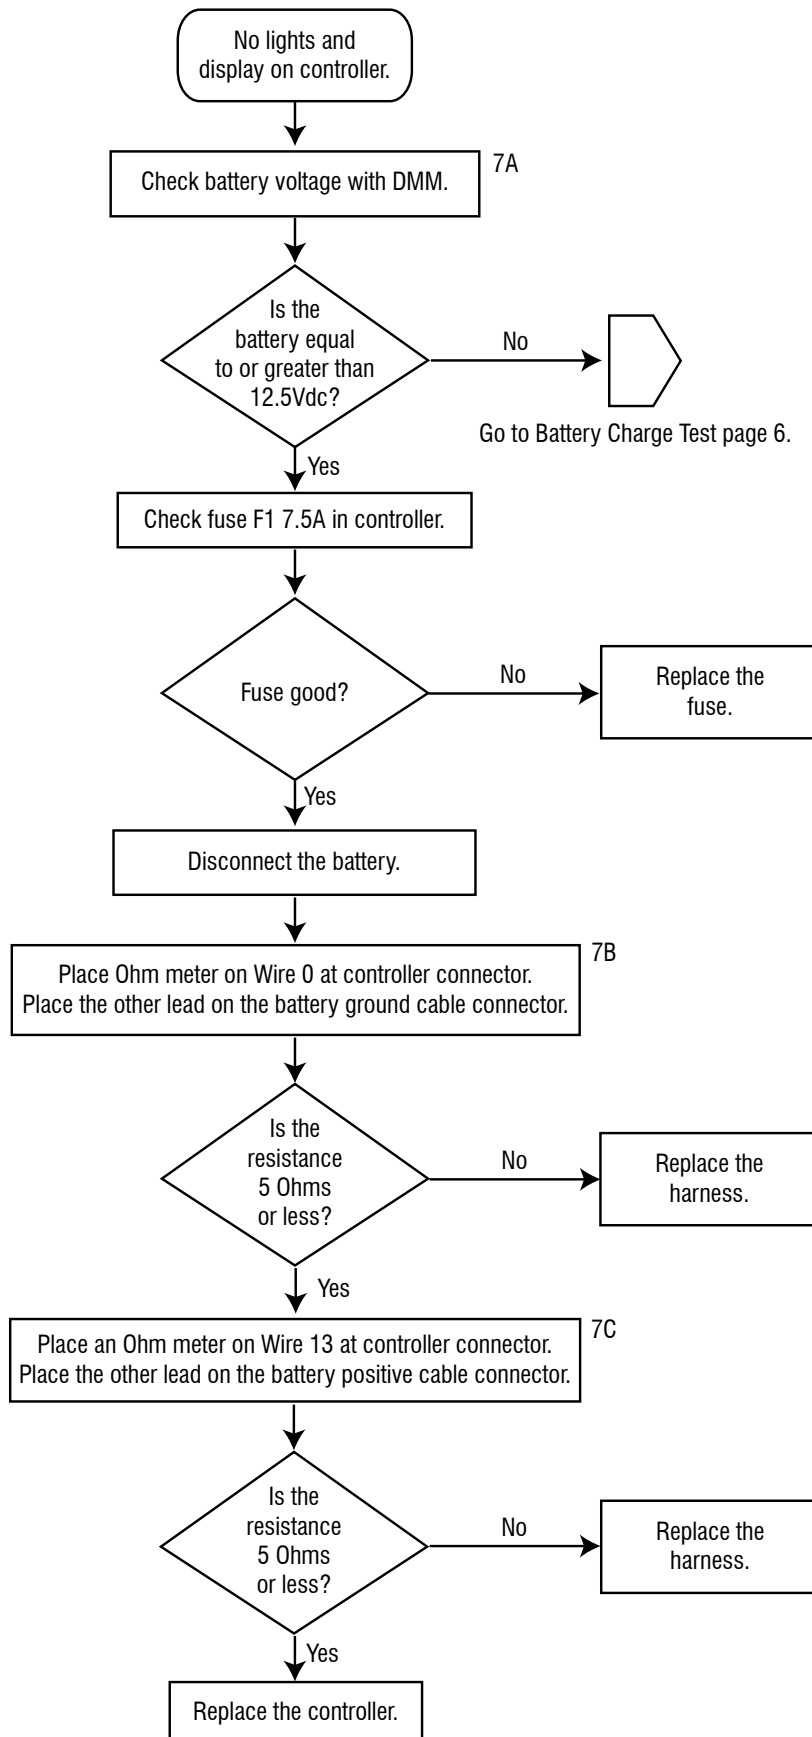 No lights and
display on controller.
7A
Check battery voltage with DMM.
Is the
battery equal
to or greater than
12.5Vdc?
No
Go to Battery Charge Test page 6.
Yes
Check fuse F1 7.5A in controller.
Fuse good?
No
Replace the
fuse.
Yes
Disconnect the battery.
7B
Place Ohm meter on Wire 0 at controller connector.
Place the other lead on the battery ground cable connector.
Is the
resistance
5 Ohms
or less?
No
Replace the
harness.
Yes
7C
Place an Ohm meter on Wire 13 at controller connector.
Place the other lead on the battery positive cable connector.
Is the
resistance
5 Ohms
or less?
No
Replace the
harness.
Yes
Replace the controller.